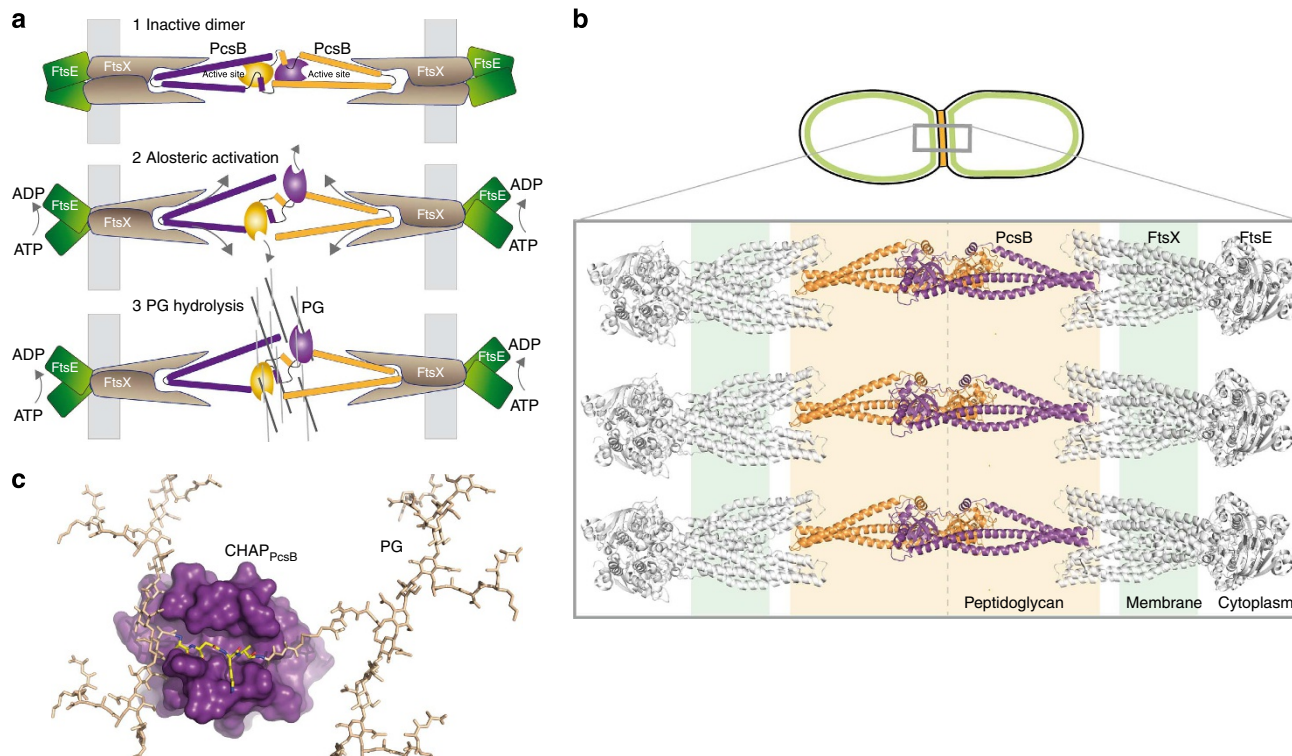 a
1 Inactive dimer
PcsB PcsB
FtsE FtsX Active site Active site FtsX FtsE
2 Alosteric activation
ADP FtsE ATP FtsX FtsX FtsE ADP ATP
3 PG hydrolysis PG
ADP FtsE ATP FtsX FtsX FtsE ADP ATP
b
PcsB FtsX FtsE
Peptidoglycan Membrane Cytoplasm
c
CHAPPcsB PG